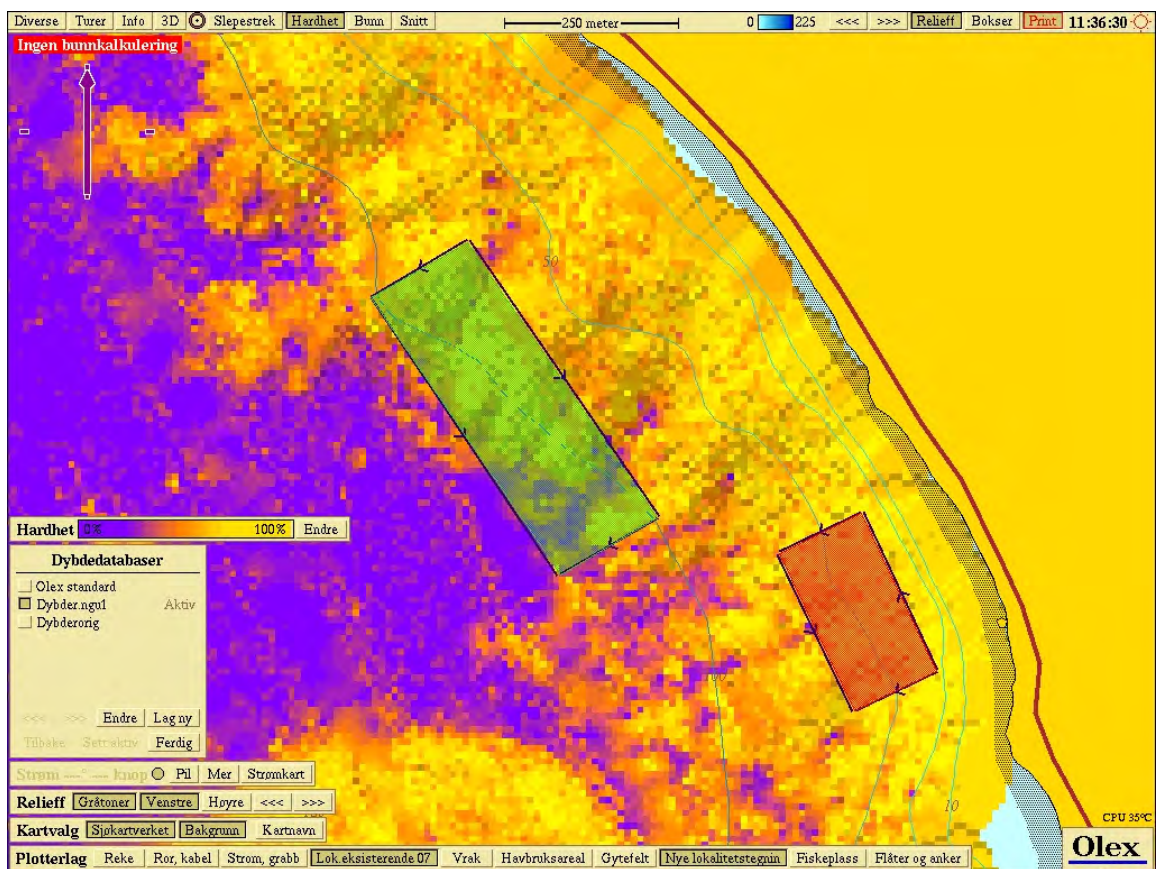 Diverse Turer Info 3D Slepestrek Hardhet Bunn Snitt 250 meter 0 225 <<< >>> Relieff Bokser Print 11:36:30
Ingen bunnkalkulering
50
Hardhet 0% 100% Endre
Dybdedatabaser
Olex standard
Dybder.ngu1 Aktiv
Dybderorig
100
<<< >>> Endre Lag ny
Tilbake Sett aktiv Ferdig
Strøm ---° --- knop Pil Mer Strømkart
Relieff Gråtoner Venstre Høyre <<< >>>
10
CPU 35°C
Kartvalg Sjøkartverket Bakgrunn Kartnavn
Olex
Plotterlag Reke Ror, kabel Strom, grabb Lok.eksisterende 07 Vrak Havbruksareal Gytefelt Nye lokalitetstegnin Fiskeplass Flåter og anker